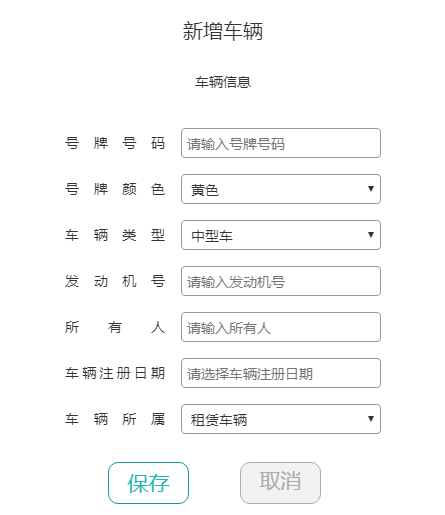 新增车辆
车辆信息
号牌号码 请输入号牌号码
号牌颜色 黄色
车辆类型 中型车
发动机号 请输入发动机号
所有人 请输入所有人
车辆注册日期 请选择车辆注册日期
车辆所属 租赁车辆
保存 取消